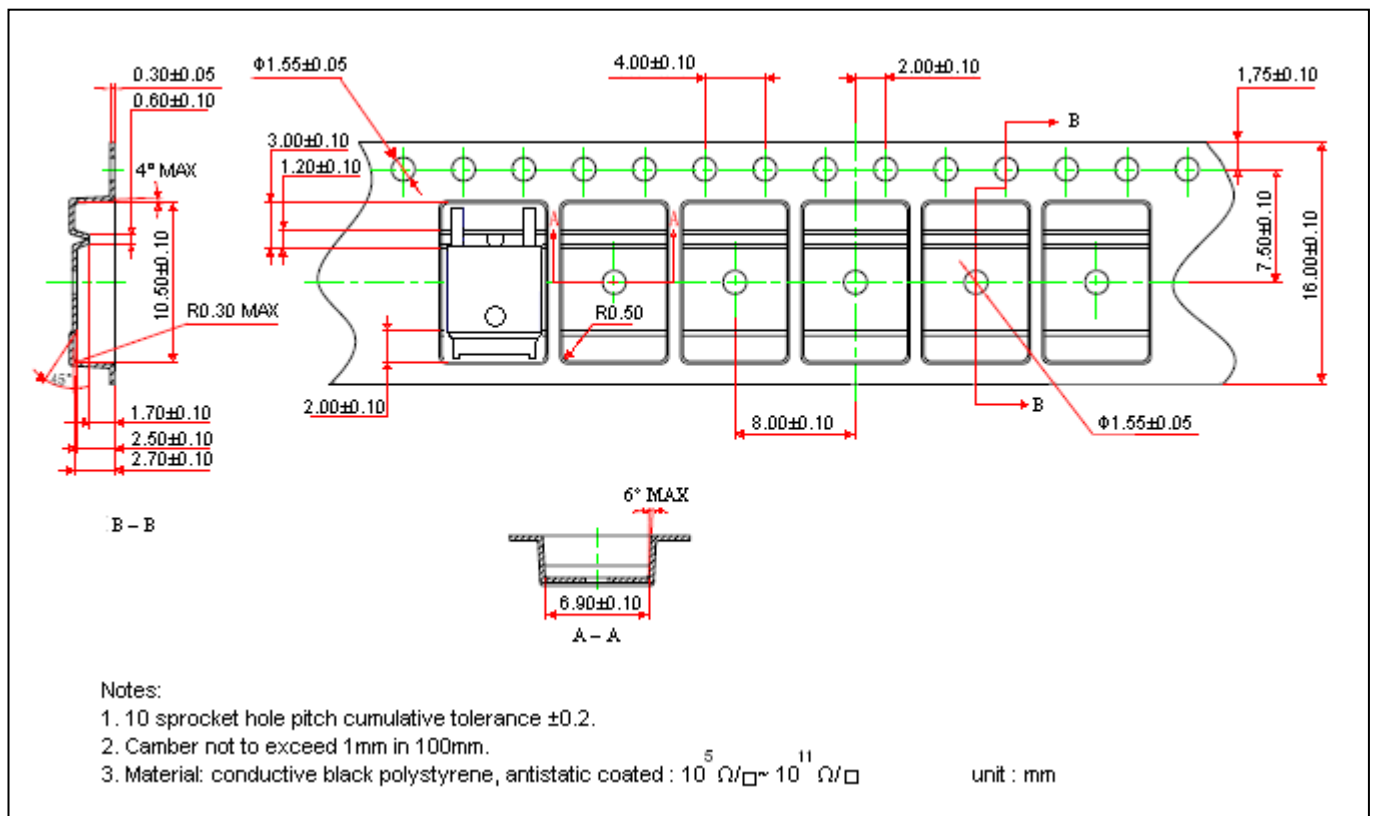 0.30±0.05
0.60±0.10
Φ1.55±0.05
4.00±0.10
2.00±0.10
1,75±0.10
B
3.00±0.10
1.20±0.10
4° MAX
A
A
10.50±0.10
7.50±0.10
16.00±0.10
R0.30 MAX
R0.50
45°
2.00±0.10
1.70±0.10
2.50±0.10
2.70±0.10
8.00±0.10
B
Φ1.55±0.05
B – B
6° MAX
6.90±0.10
A – A
Notes:
1. 10 sprocket hole pitch cumulative tolerance ±0.2.
2. Camber not to exceed 1mm in 100mm.
3. Material: conductive black polystyrene, antistatic coated : 10⁵ Ω/□~ 10¹¹ Ω/□ unit : mm